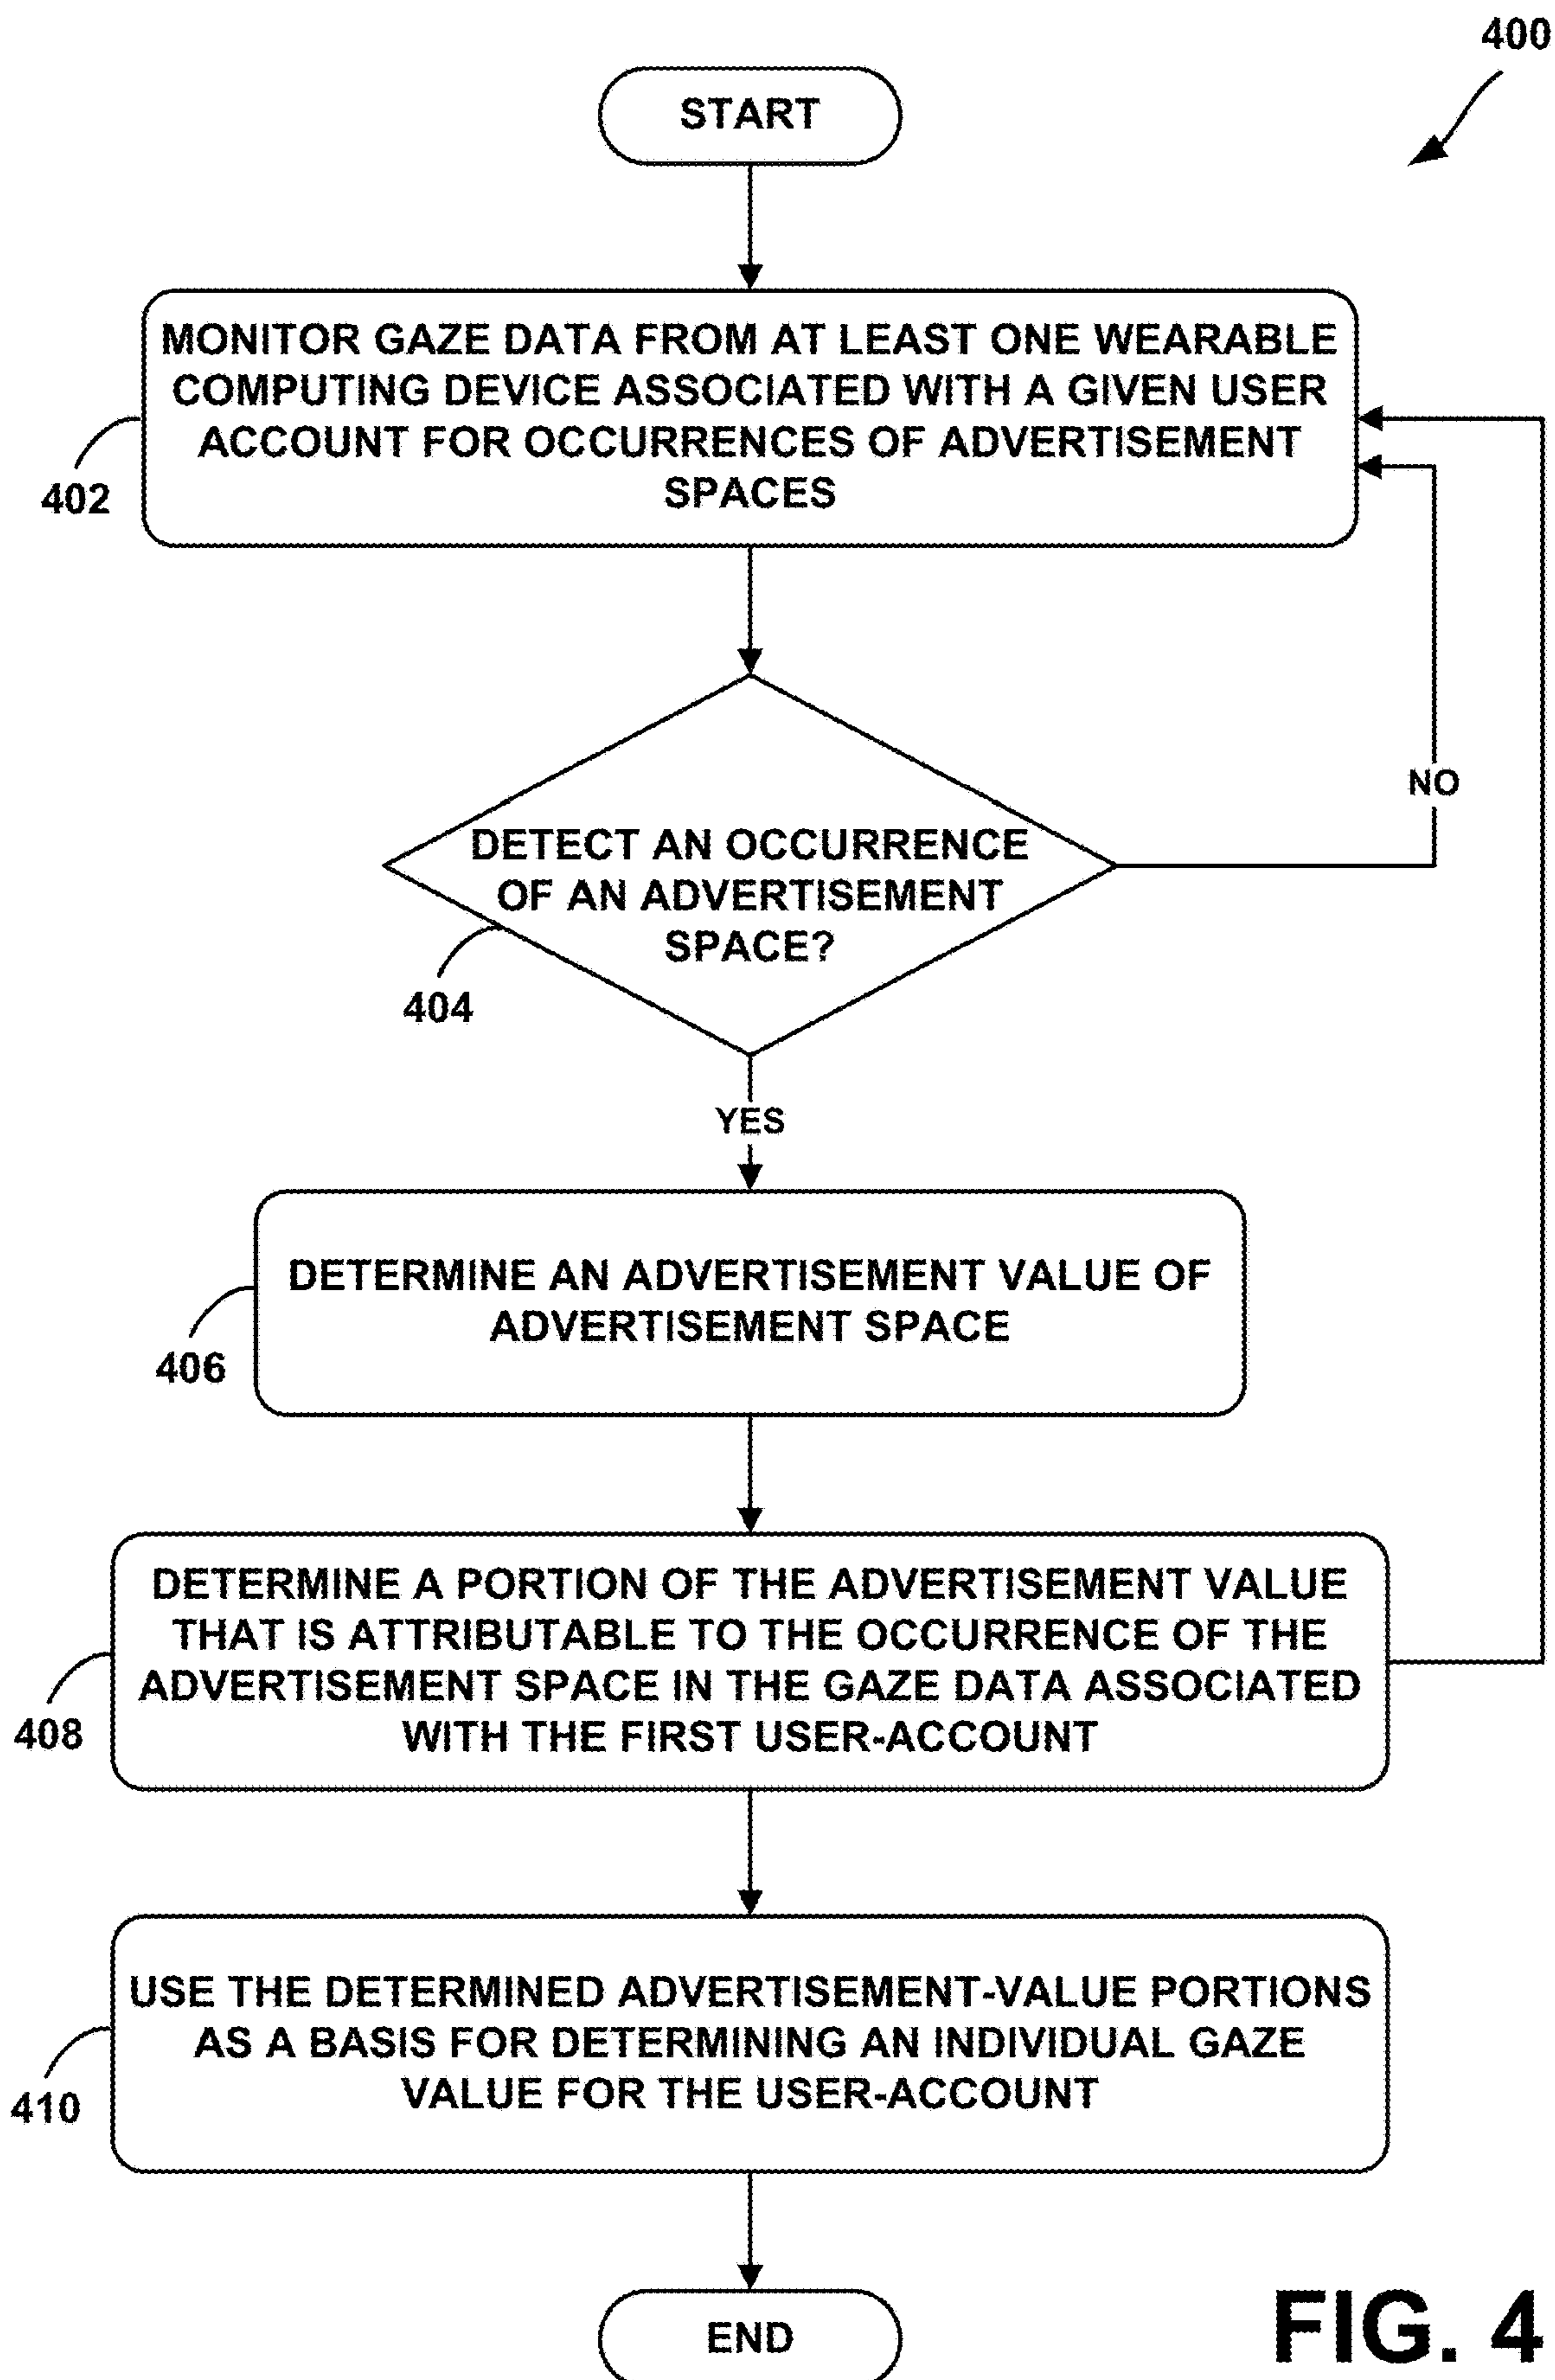 400
START
MONITOR GAZE DATA FROM AT LEAST ONE WEARABLE
COMPUTING DEVICE ASSOCIATED WITH A GIVEN USER
ACCOUNT FOR OCCURRENCES OF ADVERTISEMENT
SPACES
402
NO
DETECT AN OCCURRENCE
OF AN ADVERTISEMENT
SPACE?
404
YES
DETERMINE AN ADVERTISEMENT VALUE OF
ADVERTISEMENT SPACE
406
DETERMINE A PORTION OF THE ADVERTISEMENT VALUE
THAT IS ATTRIBUTABLE TO THE OCCURRENCE OF THE
ADVERTISEMENT SPACE IN THE GAZE DATA ASSOCIATED
WITH THE FIRST USER-ACCOUNT
408
USE THE DETERMINED ADVERTISEMENT-VALUE PORTIONS
AS A BASIS FOR DETERMINING AN INDIVIDUAL GAZE
VALUE FOR THE USER-ACCOUNT
410
END
FIG. 4